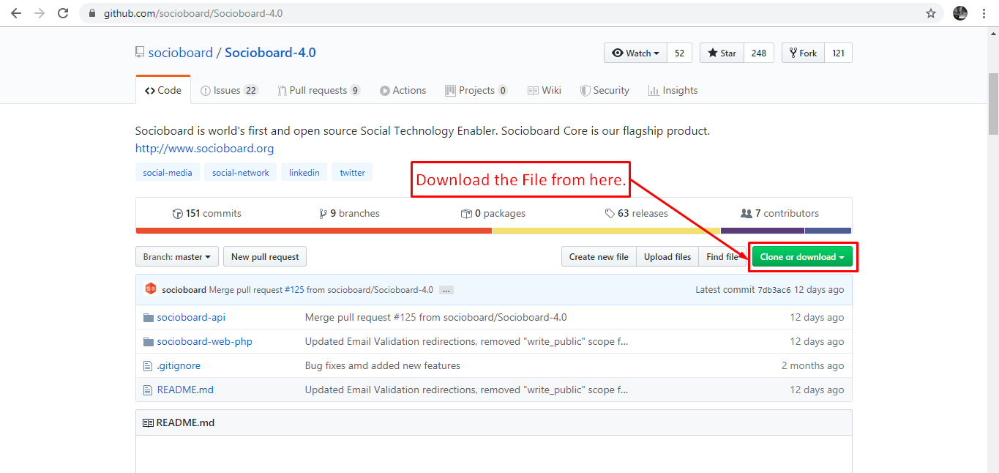 github.com/socioboard/Socioboard-4.0
socioboard / Socioboard-4.0
Watch 52 Star 248 Fork 121
Code Issues 22 Pull requests 9 Actions Projects 0 Wiki Security Insights
Socioboard is world's first and open source Social Technology Enabler. Socioboard Core is our flagship product.
http://www.socioboard.org
social-media social-network linkedin twitter
Download the File from here.
151 commits 9 branches 0 packages 63 releases 7 contributors
Branch: master New pull request Create new file Upload files Find file Clone or download
socioboard Merge pull request #125 from socioboard/Socioboard-4.0 ... Latest commit 7db3ac6 12 days ago
socioboard-api Merge pull request #125 from socioboard/Socioboard-4.0 12 days ago
socioboard-web-php Updated Email Validation redirections, removed "write_public" scope f... 12 days ago
.gitignore Bug fixes amd added new features 2 months ago
README.md Updated Email Validation redirections, removed "write_public" scope f... 12 days ago
README.md